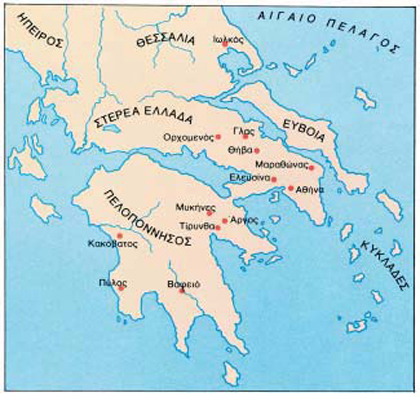 ΑΙΓΑΙΟ ΠΕΛΑΓΟΣ
ΗΠΕΙΡΟΣ
ΘΕΣΣΑΛΙΑ
Ιωλκός
ΣΤΕΡΕΑ ΕΛΛΑΔΑ
ΕΥΒΟΙΑ
Ορχομενός
Γλας
Θήβα
Μαραθώνας
Ελευσίνα
Αθήνα
ΠΕΛΟΠΟΝΝΗΣΟΣ
Μυκήνες
Άργος
Τίρυνθα
Κακόβατος
ΚΥΚΛΑΔΕΣ
Πύλος
Βαφειό